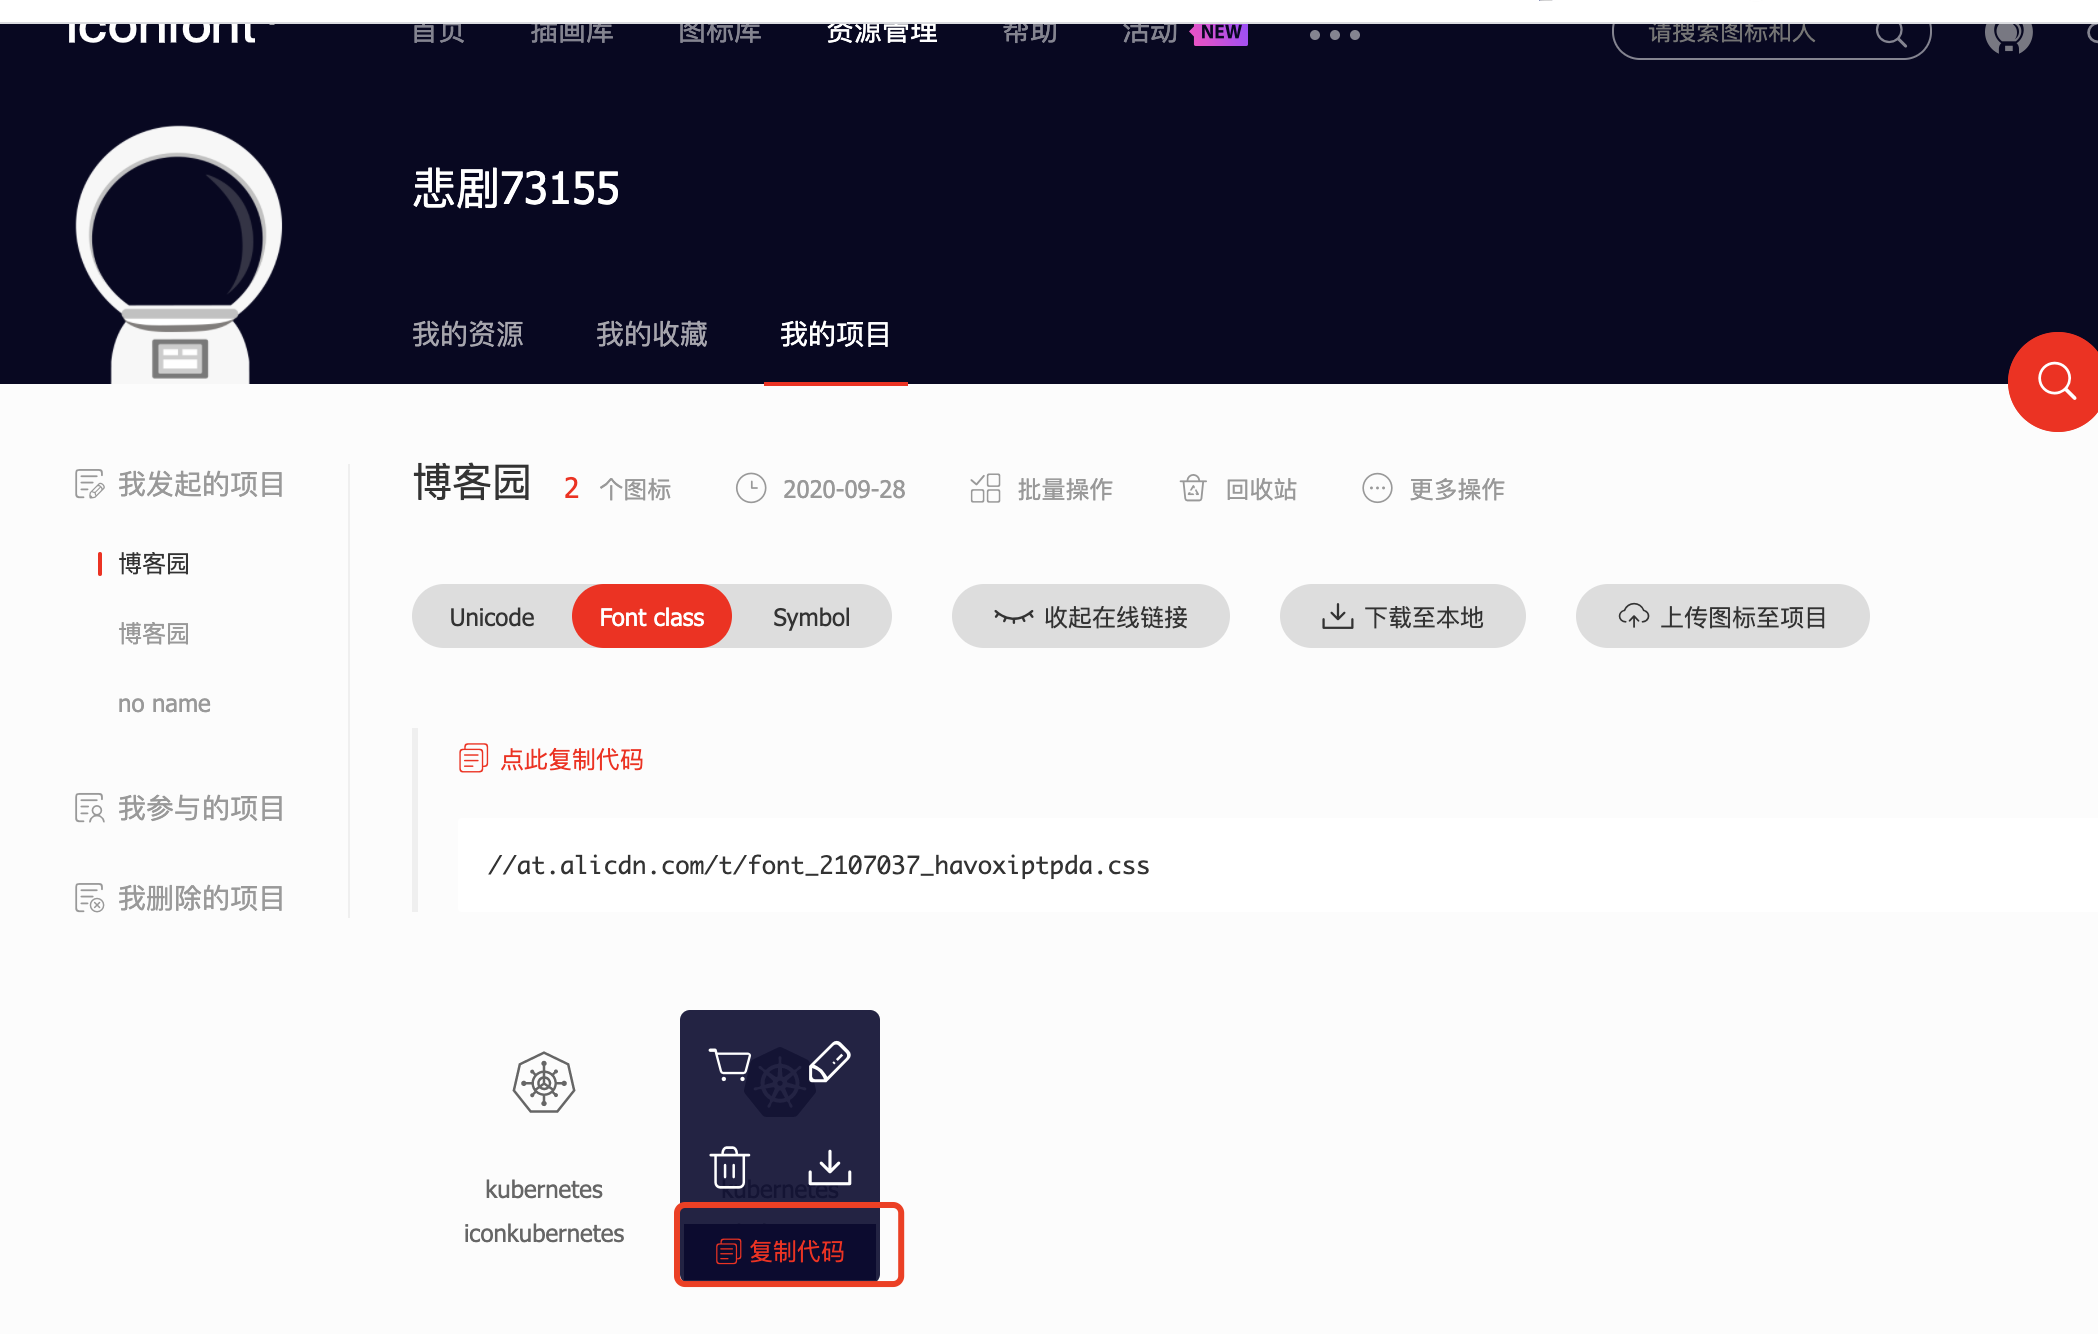 iconfont
首页 插画库 图标库 资源管理 帮助 活动 NEW 请搜索图标和人
悲剧73155
我的资源 我的收藏 我的项目
我发起的项目
博客园
博客园
no name
我参与的项目
我删除的项目
博客园 2 个图标 2020-09-28 批量操作 回收站 更多操作
Unicode Font class Symbol 收起在线链接 下载至本地 上传图标至项目
点此复制代码
//at.alicdn.com/t/font_2107037_havoxiptpda.css
kubernetes
iconkubernetes
kubernetes
复制代码